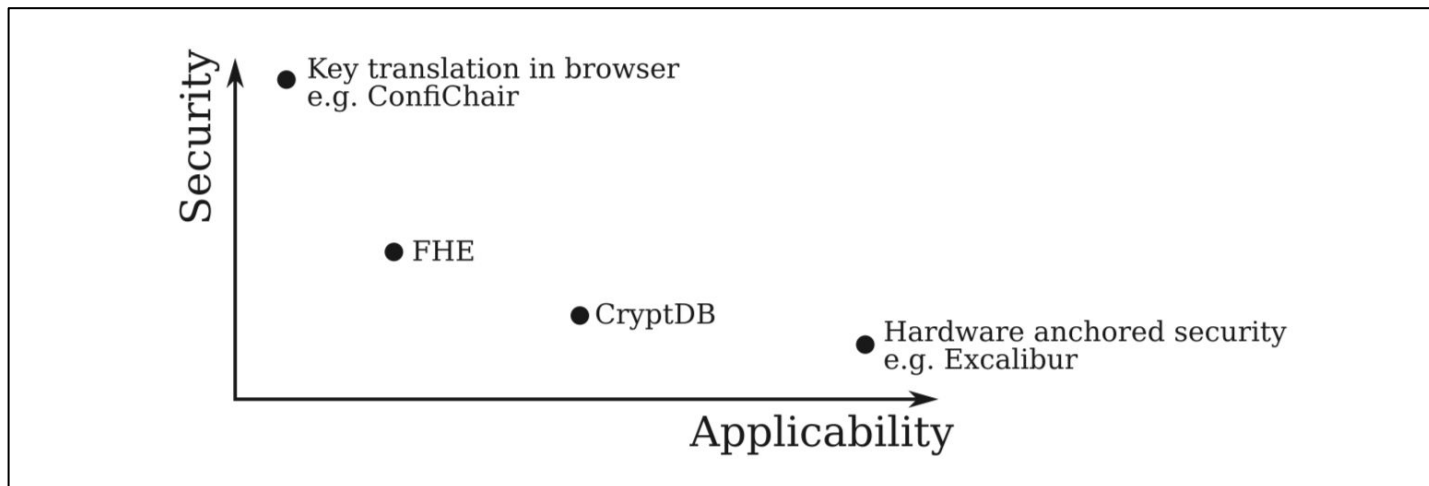 Security
Key translation in browser
e.g. ConfiChair
FHE
CryptDB
Hardware anchored security
e.g. Excalibur
Applicability